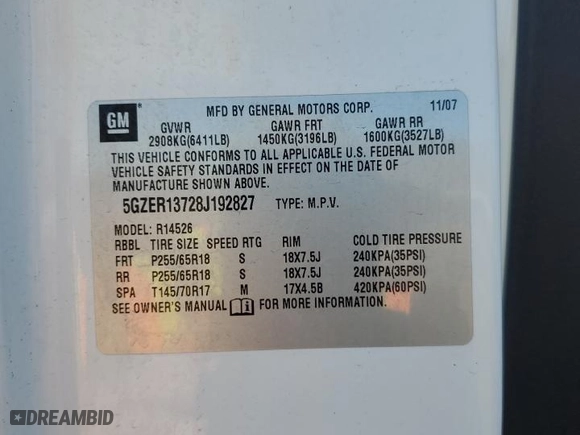 GM
MFD BY GENERAL MOTORS CORP. 11/07
GVWR GAWR FRT GAWR RR
2908KG(6411LB) 1450KG(3196LB) 1600KG(3527LB)
THIS VEHICLE CONFORMS TO ALL APPLICABLE U.S. FEDERAL MOTOR
VEHICLE SAFETY STANDARDS IN EFFECT ON THE DATE OF
MANUFACTURE SHOWN ABOVE.
5GZER13728J192827 TYPE: M.P.V.
MODEL: R14526
RBBL TIRE SIZE SPEED RTG RIM COLD TIRE PRESSURE
FRT P255/65R18 S 18X7.5J 240KPA(35PSI)
RR P255/65R18 S 18X7.5J 240KPA(35PSI)
SPA T145/70R17 M 17X4.5B 420KPA(60PSI)
SEE OWNER'S MANUAL FOR MORE INFORMATION.
DREAMBID